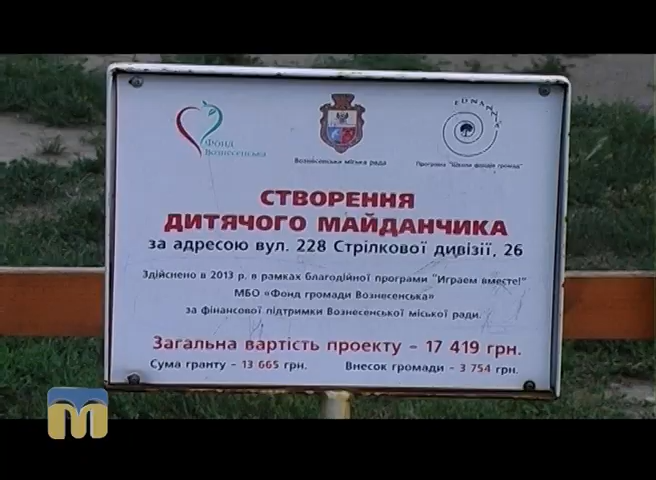 Фонд
Вознесенська
Вознесенська міська рада
EDNANNIA
Програма "Школа фондів громад"
СТВОРЕННЯ
ДИТЯЧОГО МАЙДАНЧИКА
за адресою вул. 228 Стрілкової дивізії, 26
Здійснено в 2013 р. в рамках благодійної програми "Играем вместе!"
МБО «Фонд громади Вознесенська»
за фінансової підтримки Вознесенської міської ради.
Загальна вартість проекту – 17 419 грн.
Сума гранту – 13 665 грн. Внесок громади – 3 754 грн.
M